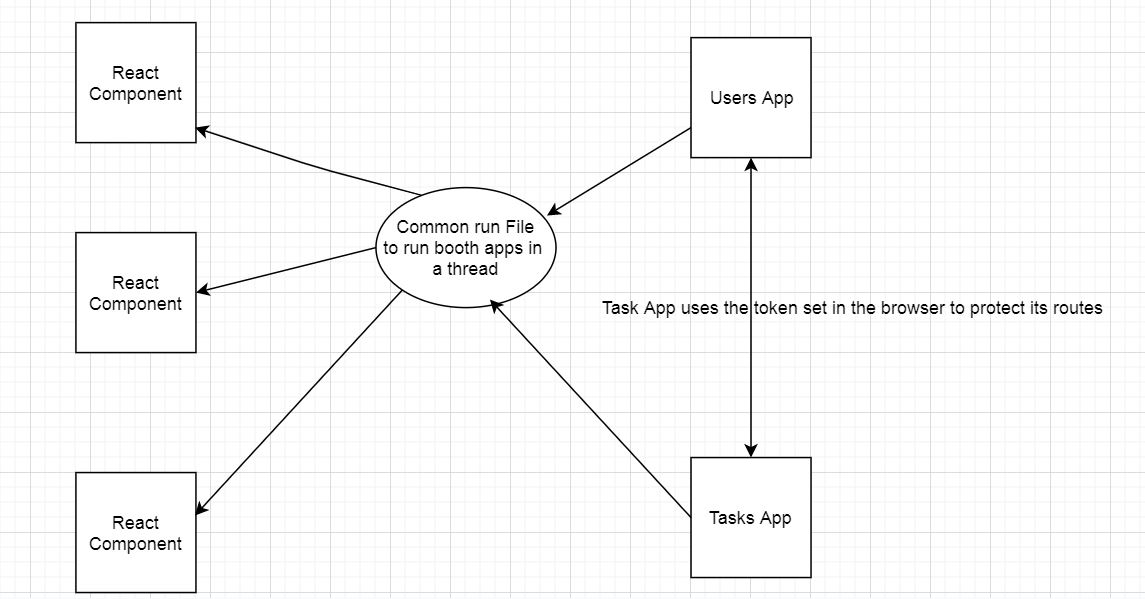 React
Component
Users App
Common run File
to run booth apps in
a thread
React
Component
Task App uses the token set in the browser to protect its routes
React
Component
Tasks App